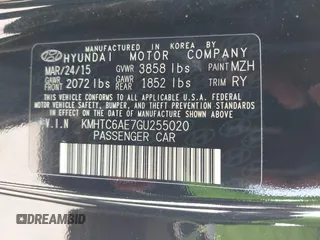 MANUFACTURED IN KOREA BY
HYUNDAI MOTOR COMPANY
MAR/24/15 GVWR 3858 lbs PAINT MZH
GAWR FRONT 2072 lbs GAWR REAR 1852 lbs TRIM RY
THIS VEHICLE CONFORMS TO ALL APPLICABLE U.S. FEDERAL MOTOR VEHICLE SAFETY,
BUMPER, AND THEFT PREVENTION STANDARDS IN EFFECT ON
THE DATE OF MANUFACTURE SHOWN ABOVE.
V.I.N KMHTC6AE7GU255020
PASSENGER CAR
DREAMBID